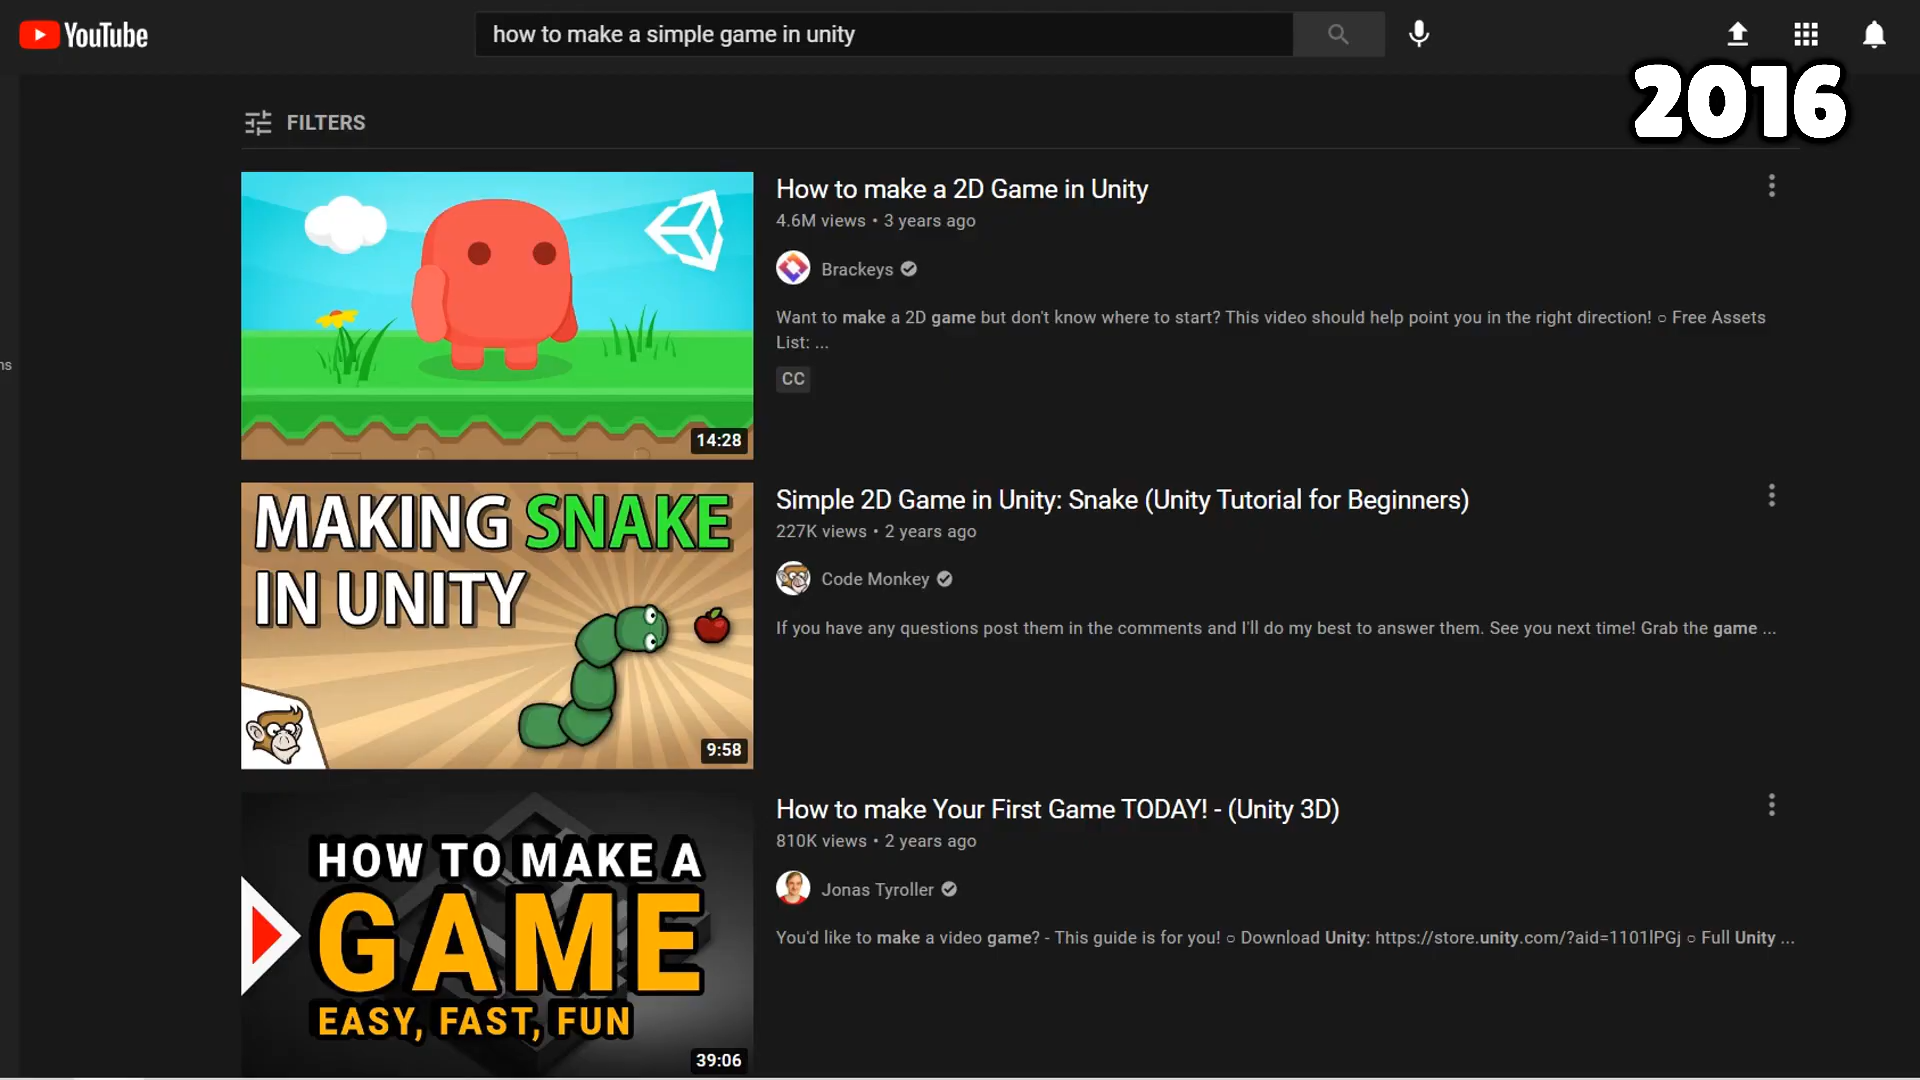 YouTube
how to make a simple game in unity
2016
FILTERS
14:28
How to make a 2D Game in Unity
4.6M views • 3 years ago
Brackeys
Want to make a 2D game but don't know where to start? This video should help point you in the right direction! ○ Free Assets
List: ...
CC
ns
MAKING SNAKE
IN UNITY
9:58
Simple 2D Game in Unity: Snake (Unity Tutorial for Beginners)
227K views • 2 years ago
Code Monkey
If you have any questions post them in the comments and I'll do my best to answer them. See you next time! Grab the game ...
HOW TO MAKE A
GAME
EASY, FAST, FUN
39:06
How to make Your First Game TODAY! - (Unity 3D)
810K views • 2 years ago
Jonas Tyroller
You'd like to make a video game? - This guide is for you! ○ Download Unity: https://store.unity.com/?aid=1101lPGj ○ Full Unity ...